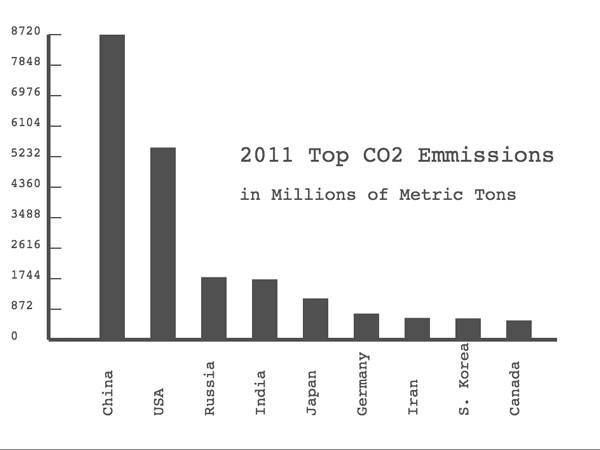 8720
7848
6976
6104
5232
4360
3488
2616
1744
872
0
2011 Top CO2 Emmissions
in Millions of Metric Tons
China
USA
Russia
India
Japan
Germany
Iran
S. Korea
Canada